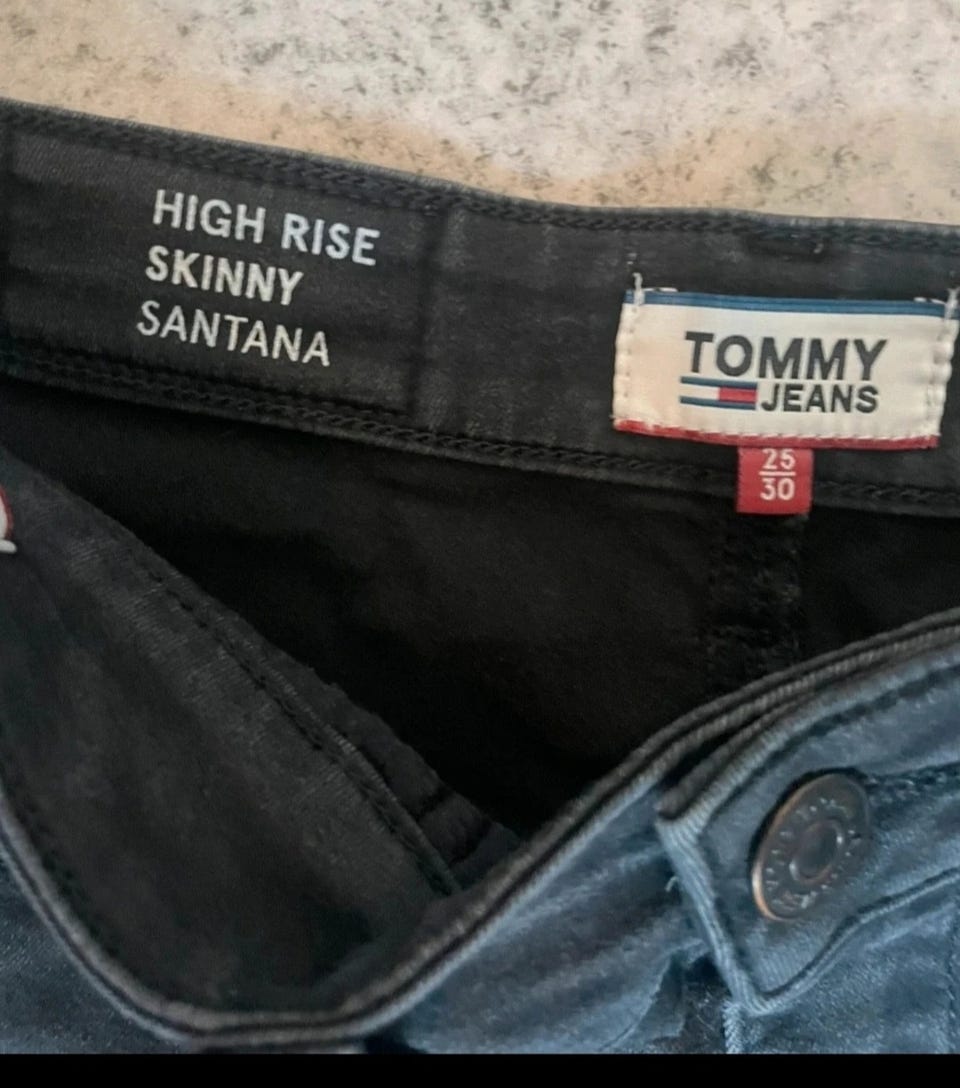 HIGH RISE
SKINNY
SANTANA
TOMMY
JEANS
25
30